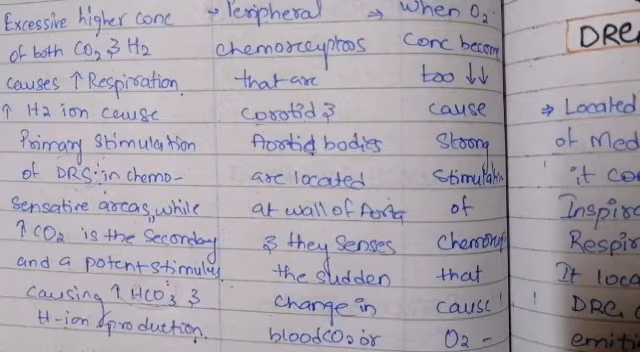 Excessive higher conc
of both CO2 & H2
causes ↑ Respiration.
↑ H2 ion cause
Primary Stimulation
of DRS: in chemo-
sensative areas, while
↑ CO2 is the Secondary
and a potent stimulus
causing ↑ HCO3 &
H-ion production.
→ Peripheral
chemoreceptoos
that are
corotid &
Aortid bodies
are located
at wall of Aorta
& they senses
the sudden
change in
blood CO2 or
→ When O2
Conc become
too ↓↓
cause
Strong
Stimulation
of
that
cause
O2 -
DRG
⇒ Located
of Med
it co
Inspira
Respir
It loca
DRG
emiti